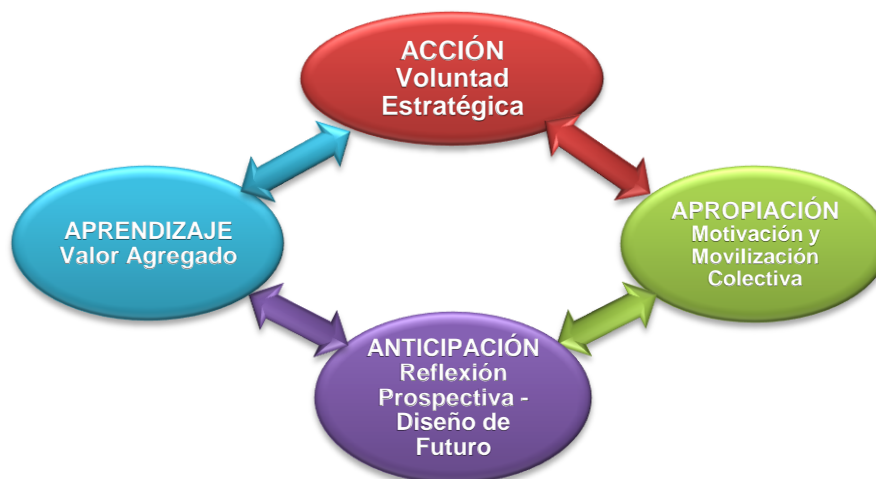 ACCIÓN
Voluntad
Estratégica
APRENDIZAJE
Valor Agregado
APROPIACIÓN
Motivación y
Movilización
Colectiva
ANTICIPACIÓN
Reflexión
Prospectiva -
Diseño de
Futuro